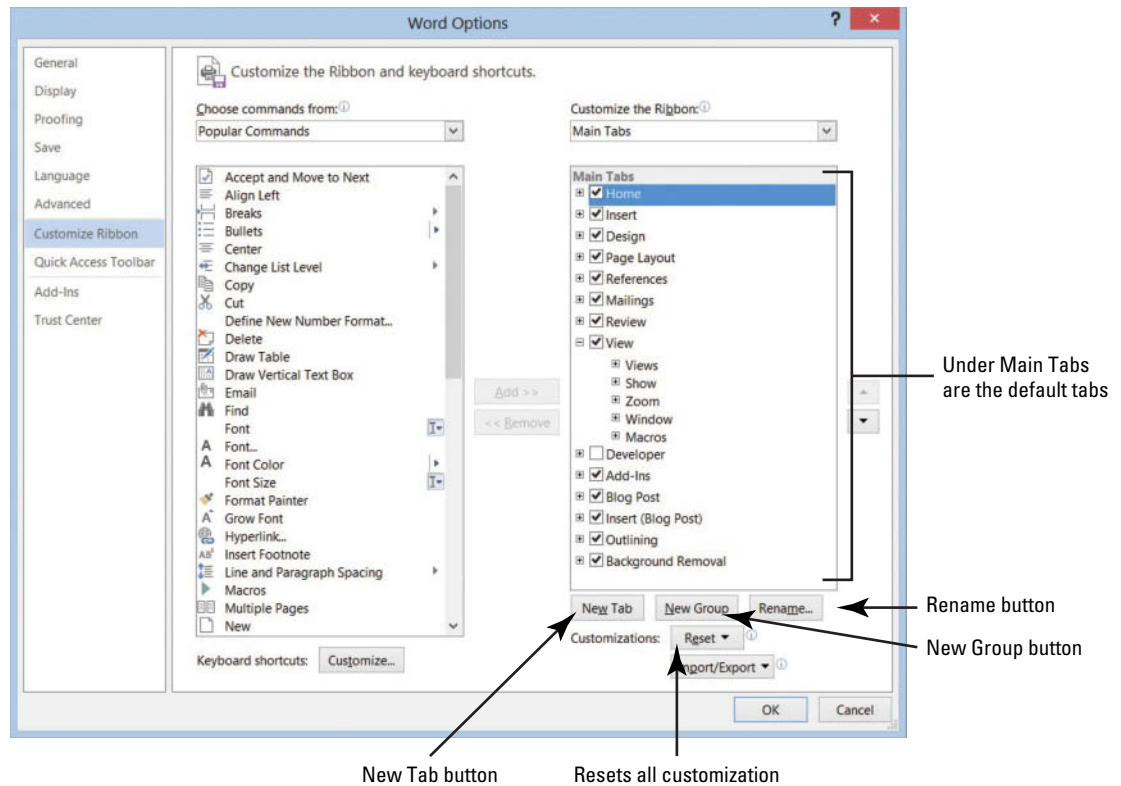 Word Options
?
×
General
Display
Proofing
Save
Language
Advanced
Customize Ribbon
Quick Access Toolbar
Add-Ins
Trust Center
Customize the Ribbon and keyboard shortcuts.
Choose commands from:
Popular Commands
Accept and Move to Next
Align Left
Breaks
Bullets
Center
Change List Level
Copy
Cut
Define New Number Format...
Delete
Draw Table
Draw Vertical Text Box
Email
Find
Font
Font...
Font Color
Font Size
Format Painter
Grow Font
Hyperlink...
Insert Footnote
Line and Paragraph Spacing
Macros
Multiple Pages
New
Keyboard shortcuts: Customize...
Add >>
<< Remove
Customize the Ribbon:
Main Tabs
Main Tabs
Home
Insert
Design
Page Layout
References
Mailings
Review
View
Views
Show
Zoom
Window
Macros
Developer
Add-Ins
Blog Post
Insert (Blog Post)
Outlining
Background Removal
New Tab New Group Rename...
Customizations: Reset
Import/Export
OK Cancel
Under Main Tabs
are the default tabs
Rename button
New Group button
New Tab button
Resets all customization